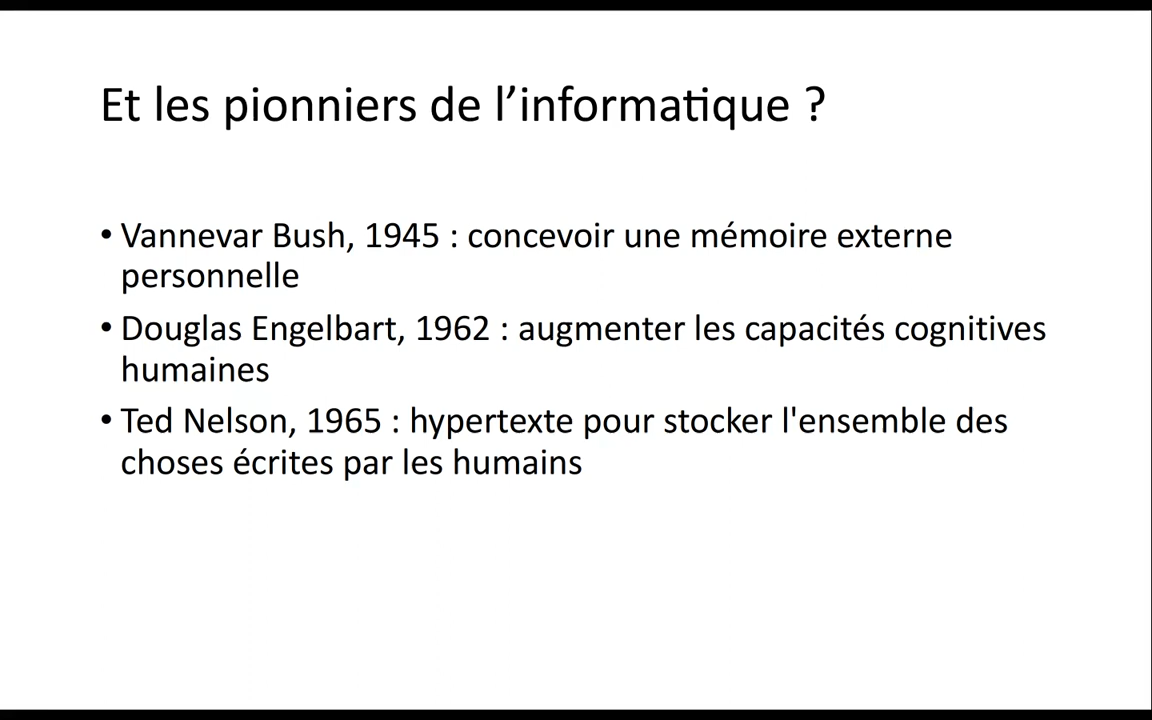 Et les pionniers de l’informatique ?
• Vannevar Bush, 1945 : concevoir une mémoire externe
personnelle
• Douglas Engelbart, 1962 : augmenter les capacités cognitives
humaines
• Ted Nelson, 1965 : hypertexte pour stocker l'ensemble des
choses écrites par les humains